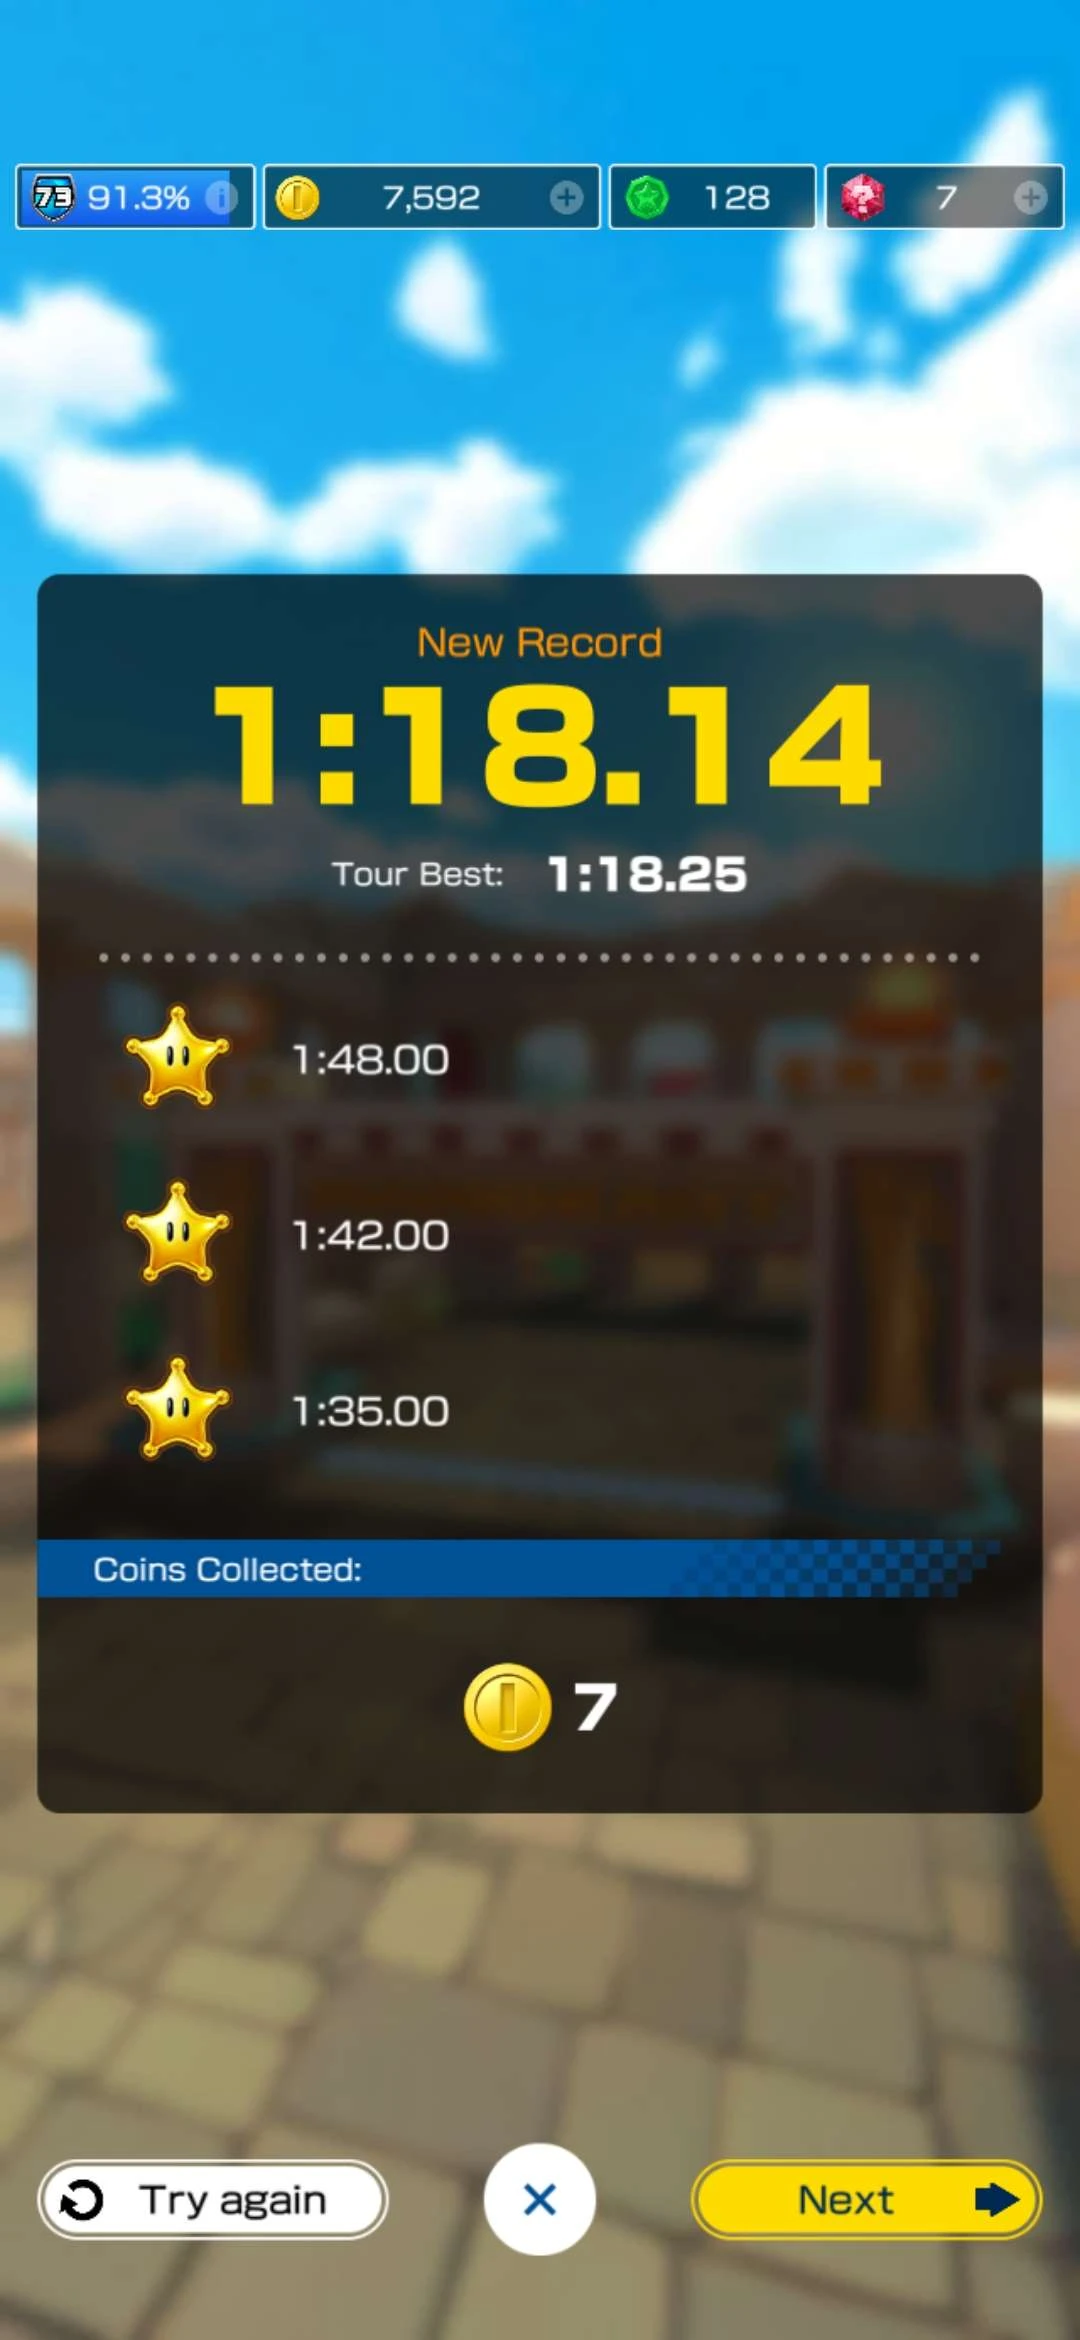 73 91.3% i 7,592 + 128 ? 7 +
New Record
1:18.14
Tour Best: 1:18.25
1:48.00
1:42.00
1:35.00
Coins Collected:
7
Try again × Next